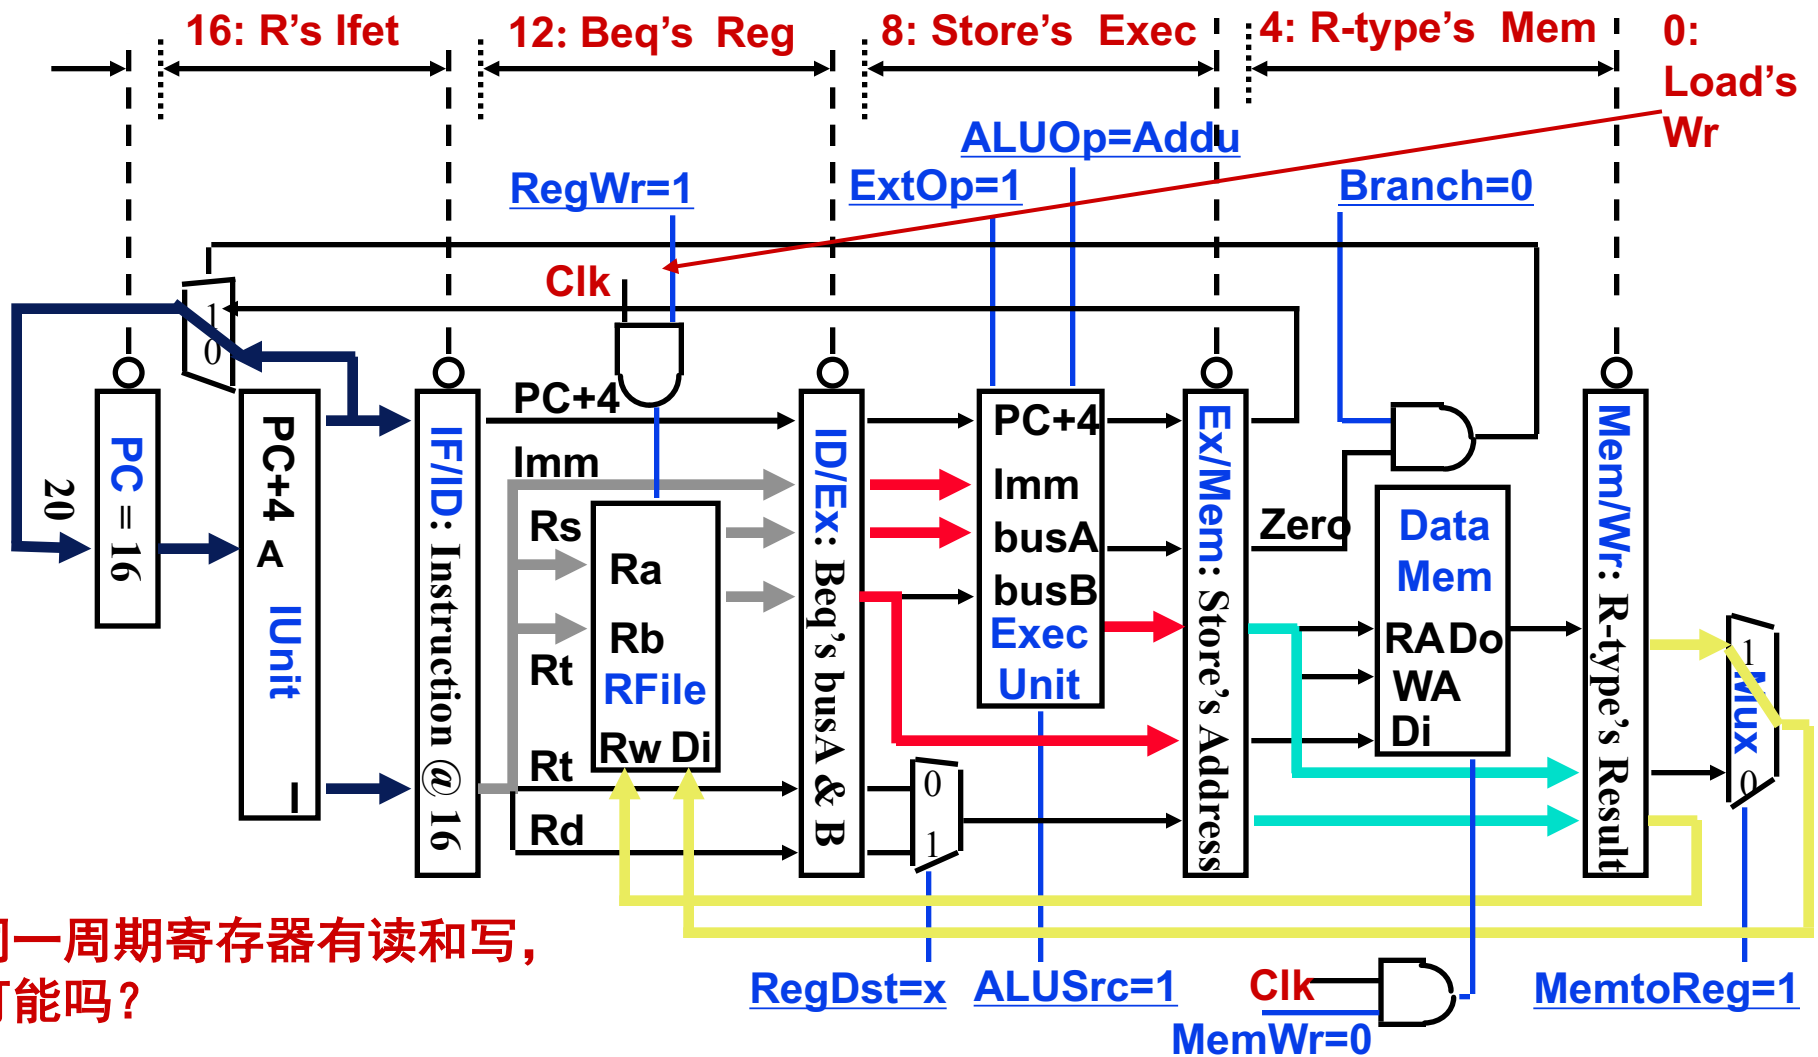 16: R's Ifet
12: Beq's Reg
8: Store's Exec
4: R-type's Mem
0:
Load's
Wr
ALUOp=Addu
RegWr=1
ExtOp=1
Branch=0
Clk
1
0
PC+4
PC+4
PC+4
Imm
Imm
Rs
busA
Zero
Data
Mem
20
PC = 16
A
IUnit
I
IF/ID: Instruction @ 16
Ra
Rb
RFile
Rt
Rw Di
ID/Ex: Beq's busA & B
busB
Exec
Unit
Ex/Mem: Store's Address
RA Do
WA
Di
Mem/Wr: R-type's Result
1
Mux
0
Rt
0
Rd
1
一周期寄存器有读和写，
能吗？
RegDst=x
ALUSrc=1
Clk
MemtoReg=1
MemWr=0